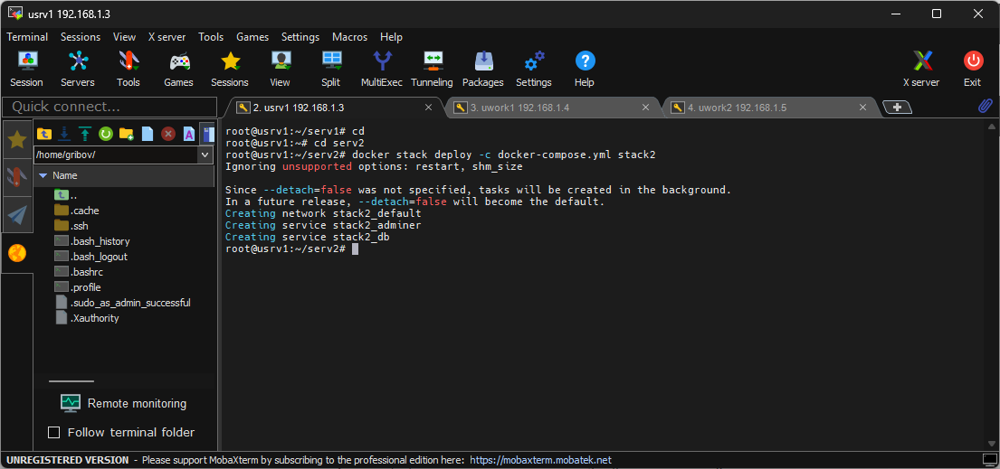 usrv1 192.168.1.3
Terminal Sessions View X server Tools Games Settings Macros Help
Session Servers Tools Games Sessions View Split MultiExec Tunneling Packages Settings Help X server Exit
Quick connect...
2. usrv1 192.168.1.3
3. uwork1 192.168.1.4
4. uwork2 192.168.1.5
/home/gribov/
Name
..
.cache
.ssh
.bash_history
.bash_logout
.bashrc
.profile
.sudo_as_admin_successful
.Xauthority
Remote monitoring
Follow terminal folder
root@usrv1:~/serv1# cd
root@usrv1:~# cd serv2
root@usrv1:~/serv2# docker stack deploy -c docker-compose.yml stack2
Ignoring unsupported options: restart, shm_size
Since --detach=false was not specified, tasks will be created in the background.
In a future release, --detach=false will become the default.
Creating network stack2_default
Creating service stack2_adminer
Creating service stack2_db
root@usrv1:~/serv2#
UNREGISTERED VERSION - Please support MobaXterm by subscribing to the professional edition here: https://mobaxterm.mobatek.net